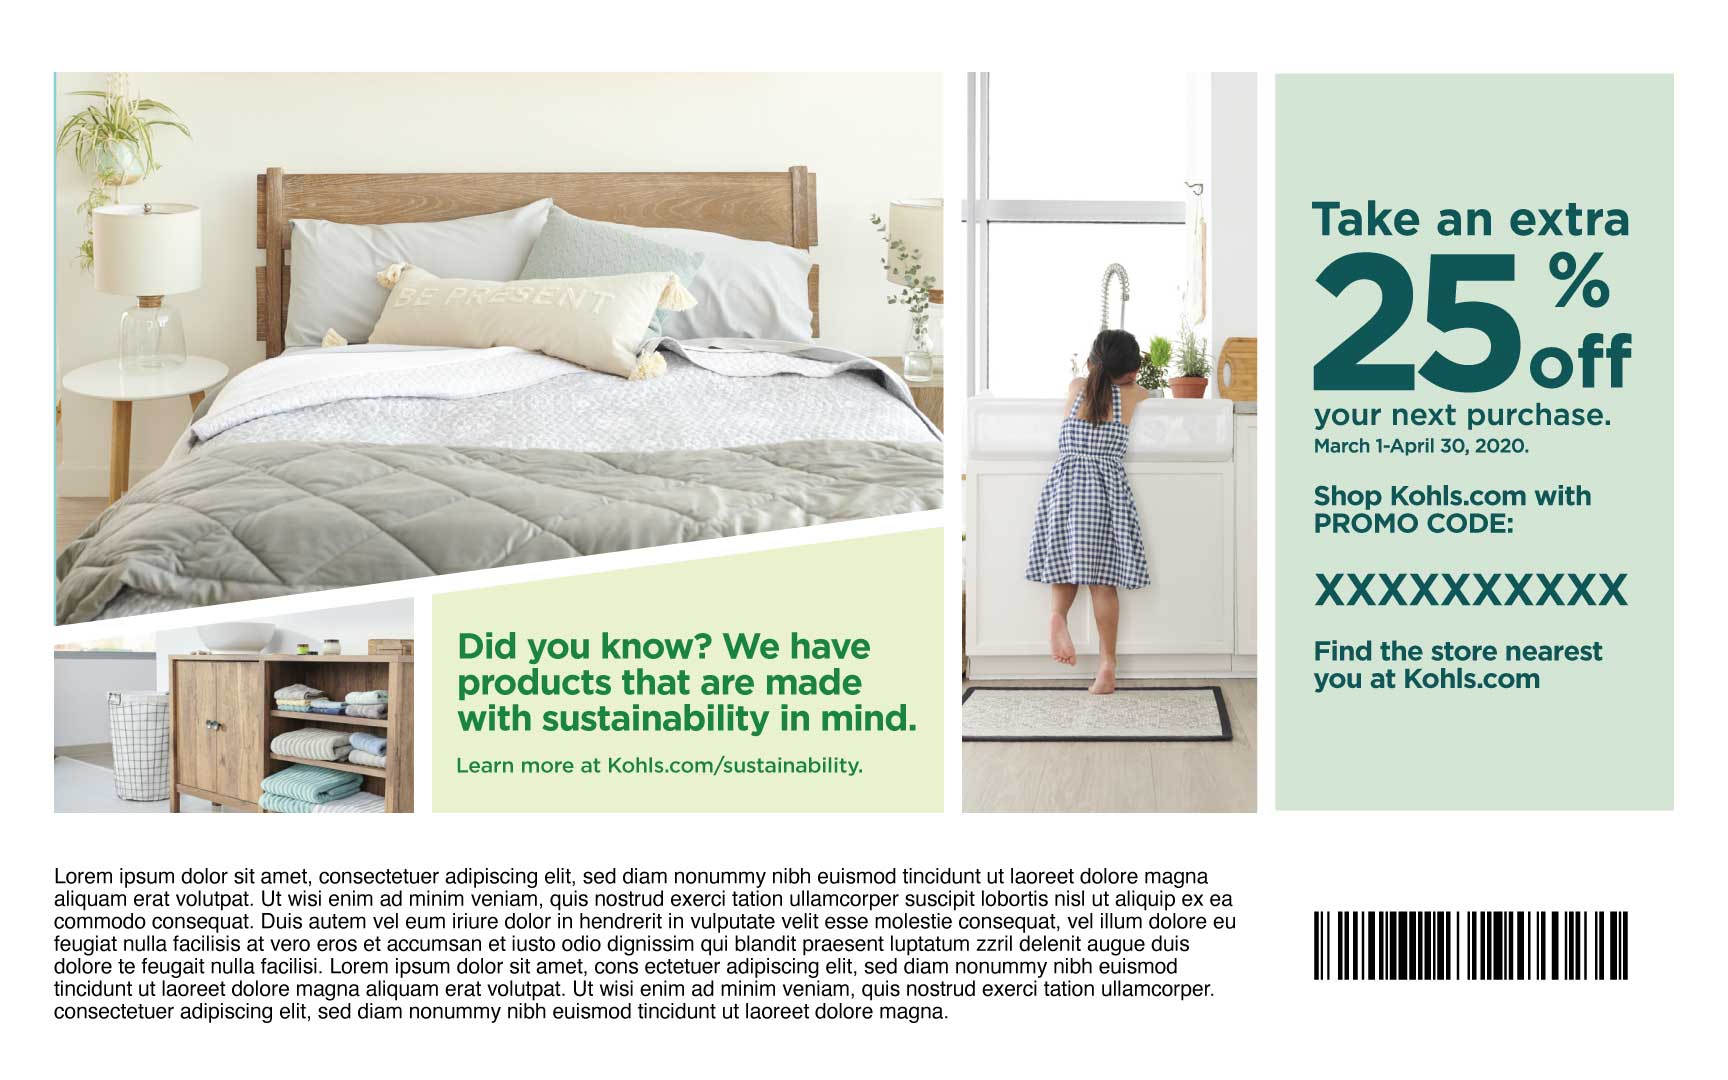 BE PRESENT
Did you know? We have
products that are made
with sustainability in mind.
Learn more at Kohls.com/sustainability.
Take an extra
25% off
your next purchase.
March 1-April 30, 2020.
Shop Kohls.com with
PROMO CODE:
XXXXXXXXXX
Find the store nearest
you at Kohls.com
Lorem ipsum dolor sit amet, consectetuer adipiscing elit, sed diam nonummy nibh euismod tincidunt ut laoreet dolore magna
aliquam erat volutpat. Ut wisi enim ad minim veniam, quis nostrud exerci tation ullamcorper suscipit lobortis nisl ut aliquip ex ea
commodo consequat. Duis autem vel eum iriure dolor in hendrerit in vulputate velit esse molestie consequat, vel illum dolore eu
feugiat nulla facilisis at vero eros et accumsan et iusto odio dignissim qui blandit praesent luptatum zzril delenit augue duis
dolore te feugait nulla facilisi. Lorem ipsum dolor sit amet, cons ectetuer adipiscing elit, sed diam nonummy nibh euismod
tincidunt ut laoreet dolore magna aliquam erat volutpat. Ut wisi enim ad minim veniam, quis nostrud exerci tation ullamcorper.
consectetuer adipiscing elit, sed diam nonummy nibh euismod tincidunt ut laoreet dolore magna.